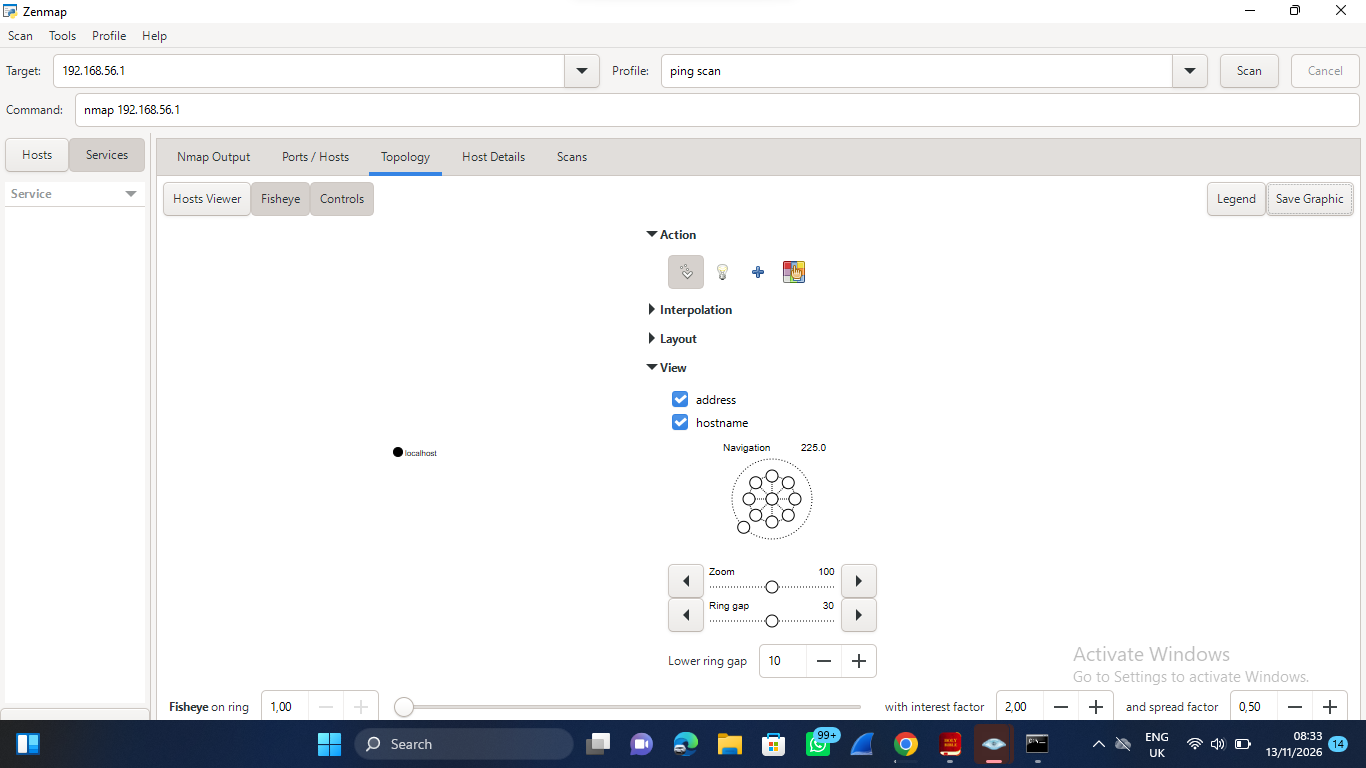 Zenmap
Scan Tools Profile Help
Target: 192.168.56.1 Profile: ping scan Scan Cancel
Command: nmap 192.168.56.1
Hosts Services Nmap Output Ports / Hosts Topology Host Details Scans
Service Hosts Viewer Fisheye Controls Legend Save Graphic
Action
Interpolation
Layout
View
address
hostname
Navigation 225.0
localhost
Zoom 100
Ring gap 30
Lower ring gap 10
Activate Windows
Go to Settings to activate Windows.
Fisheye on ring 1,00 with interest factor 2,00 and spread factor 0,50
Search 99+ HOLY BIBLE ENG 08:33
UK 13/11/2026 14